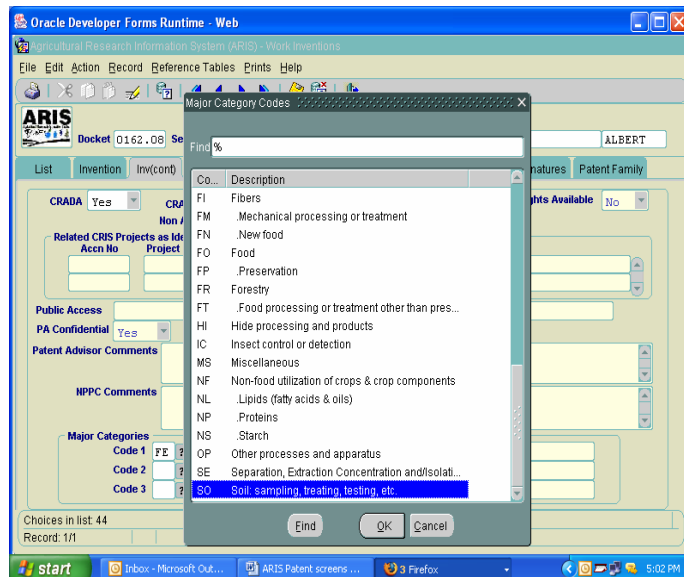 Oracle Developer Forms Runtime - Web
Agricultural Research Information System (ARIS) - Work Inventions
File Edit Action Record Reference Tables Prints Help
Major Category Codes
ARIS
Docket 0162.08 Se ALBERT
Find %
List Invention Inv(cont) natures Patent Family
Co... Description
CRADA Yes CRA ghts Available No
Non A
Related CRIS Projects as Ide
Accn No Project
Public Access
PA Confidential Yes
Patent Advisor Comments
NPPC Comments
Major Categories
Code 1 FE ?
Code 2 ?
Code 3 ?
FI Fibers
FM .Mechanical processing or treatment
FN .New food
FO Food
FP .Preservation
FR Forestry
FT .Food processing or treatment other than pres...
HI Hide processing and products
IC Insect control or detection
MS Miscellaneous
NF Non-food utilization of crops & crop components
NL .Lipids (fatty acids & oils)
NP .Proteins
NS .Starch
OP Other processes and apparatus
SE Separation, Extraction Concentration and/Isolati...
SO Soil: sampling, treating, testing, etc.
Find OK Cancel
Choices in list: 44
Record: 1/1
start Inbox - Microsoft Out... ARIS Patent screens ... 3 Firefox 5:02 PM